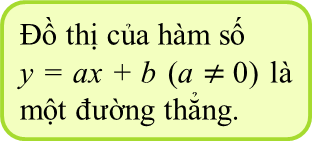 Đồ thị của hàm số
y = ax + b (a ≠ 0) là
một đường thẳng.